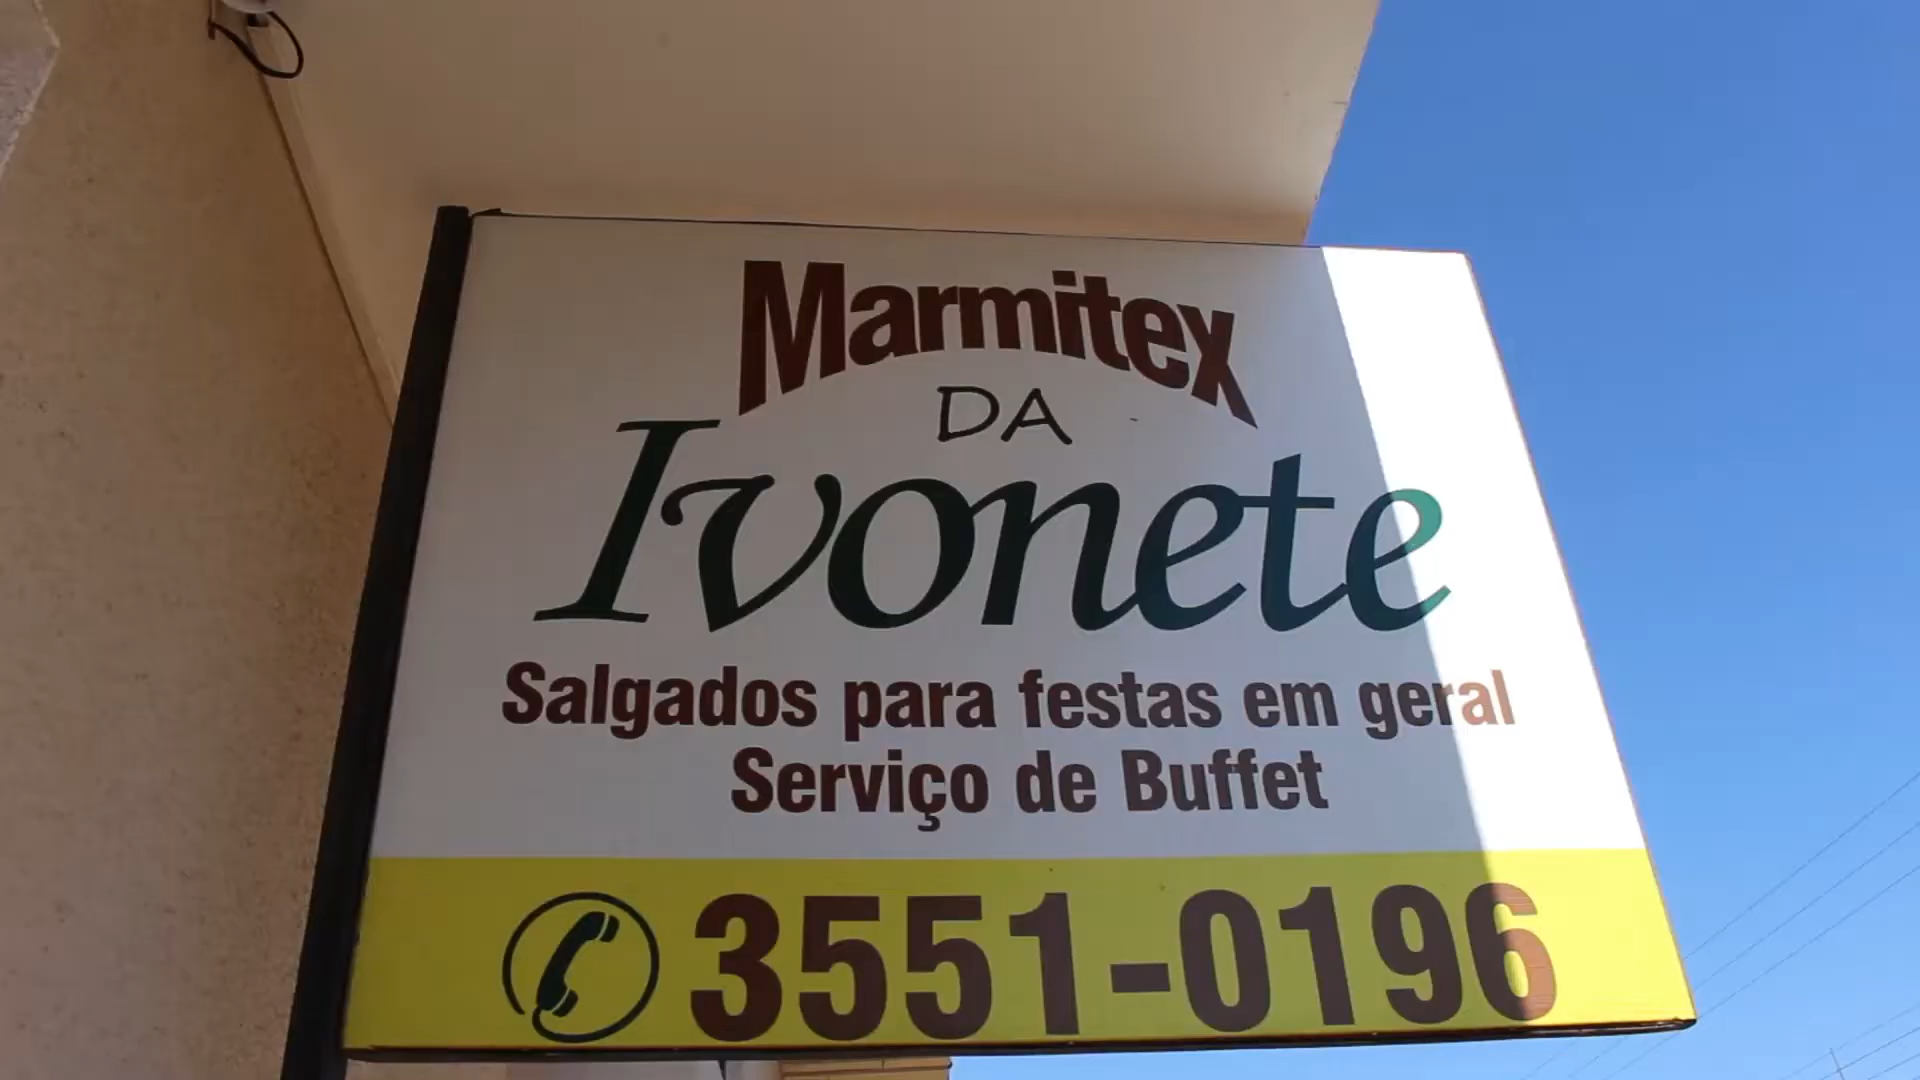 Marmitex
DA
Ivonete
Salgados para festas em geral
Serviço de Buffet
3551-0196